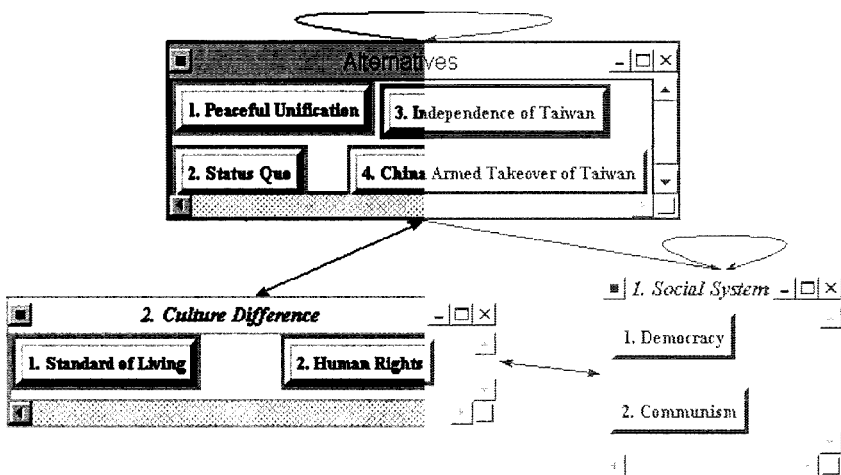 Alternatives
1. Peaceful Unification
3. Independence of Taiwan
2. Status Quo
4. China Armed Takeover of Taiwan
2. Culture Difference
1. Standard of Living
2. Human Rights
1. Social System
1. Democracy
2. Communism